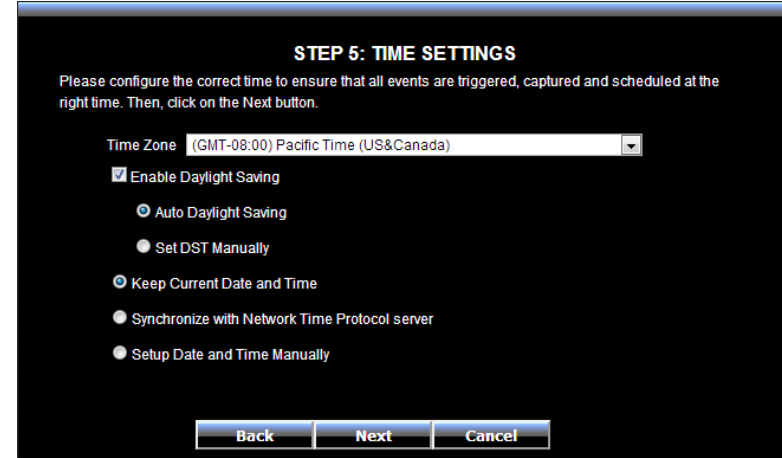 STEP 5: TIME SETTINGS
Please configure the correct time to ensure that all events are triggered, captured and scheduled at the
right time. Then, click on the Next button.
Time Zone (GMT-08:00) Pacific Time (US&Canada)
Enable Daylight Saving
Auto Daylight Saving
Set DST Manually
Keep Current Date and Time
Synchronize with Network Time Protocol server
Setup Date and Time Manually
Back Next Cancel